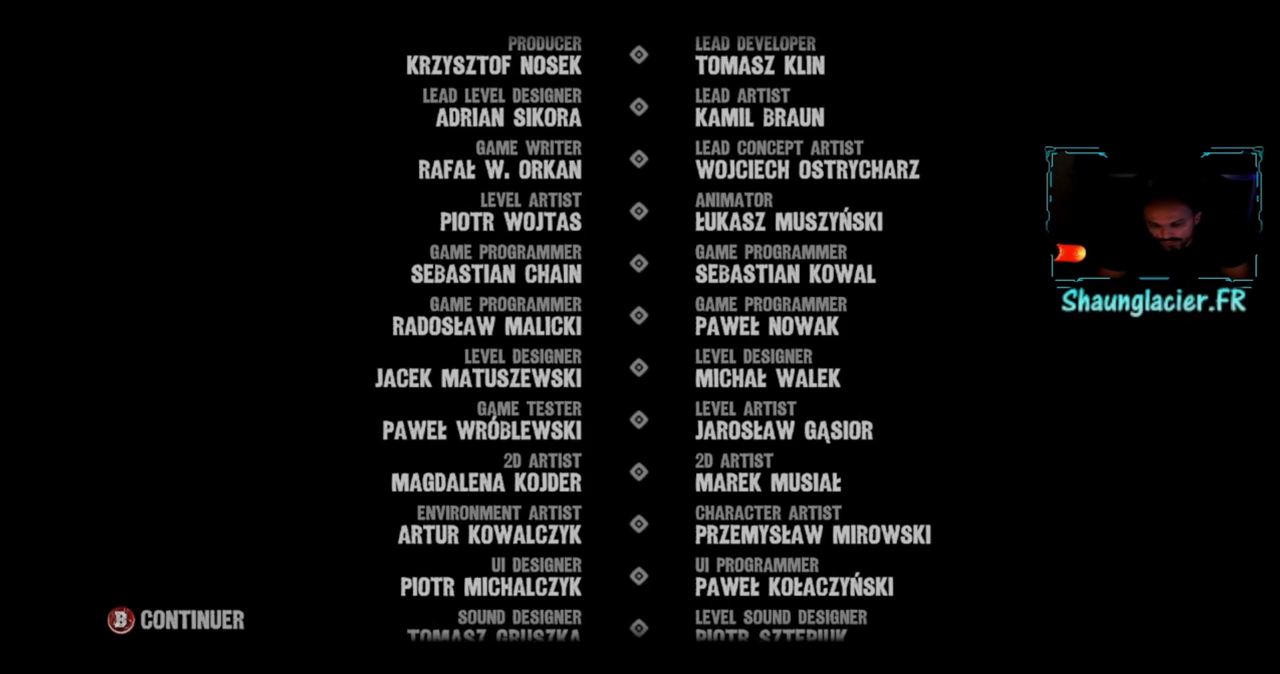 PRODUCER
KRZYSZTOF NOSEK
LEAD DEVELOPER
TOMASZ KLIN
LEAD LEVEL DESIGNER
ADRIAN SIKORA
LEAD ARTIST
KAMIL BRAUN
GAME WRITER
RAFAŁ W. ORKAN
LEAD CONCEPT ARTIST
WOJCIECH OSTRYCHARZ
LEVEL ARTIST
PIOTR WOJTAS
ANIMATOR
ŁUKASZ MUSZYŃSKI
GAME PROGRAMMER
SEBASTIAN CHAIN
GAME PROGRAMMER
SEBASTIAN KOWAL
GAME PROGRAMMER
RADOSŁAW MALICKI
GAME PROGRAMMER
PAWEŁ NOWAK
LEVEL DESIGNER
JACEK MATUSZEWSKI
LEVEL DESIGNER
MICHAŁ WALEK
GAME TESTER
PAWEŁ WRÓBLEWSKI
LEVEL ARTIST
JAROSŁAW GĄSIOR
2D ARTIST
MAGDALENA KOJDER
2D ARTIST
MAREK MUSIAŁ
ENVIRONMENT ARTIST
ARTUR KOWALCZYK
CHARACTER ARTIST
PRZEMYSŁAW MIROWSKI
UI DESIGNER
PIOTR MICHALCZYK
UI PROGRAMMER
PAWEŁ KOŁACZYŃSKI
SOUND DESIGNER
TOMASZ GRUSZKA
LEVEL SOUND DESIGNER
PIOTR
B CONTINUER
Shaunglacier.FR